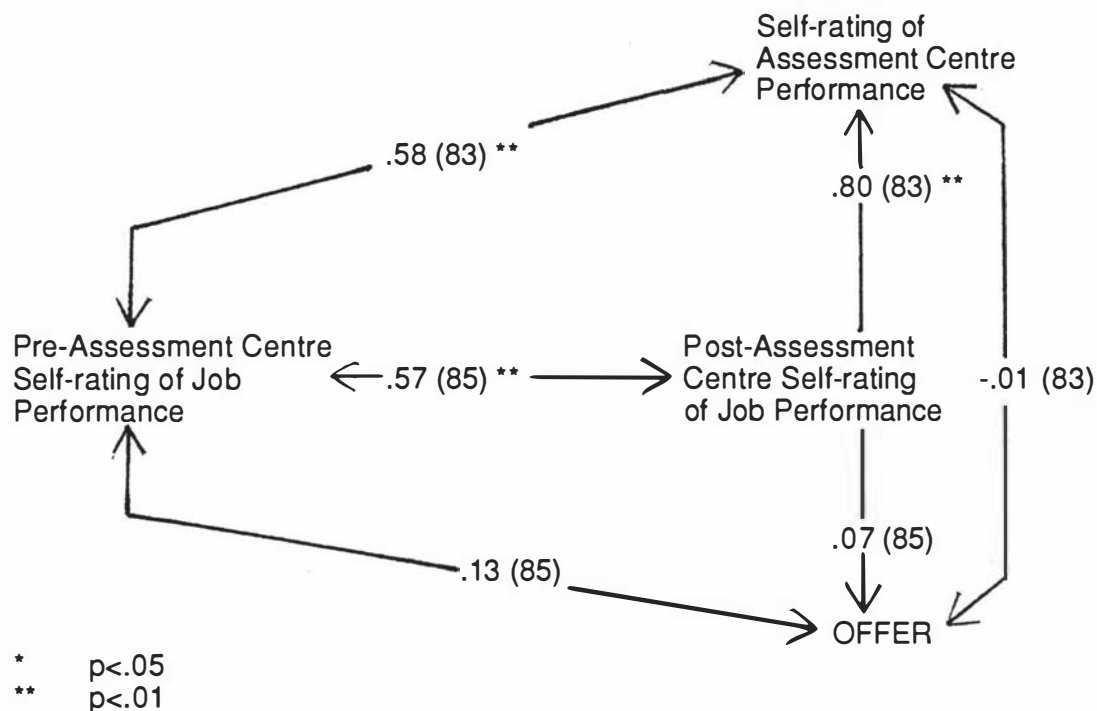 Self-rating of
Assessment Centre
Performance
.58 (83) **
.80 (83) **
Pre-Assessment Centre
Self-rating of Job
Performance
.57 (85) **
Post-Assessment
Centre Self-rating
of Job Performance
-.01 (83)
.07 (85)
.13 (85)
OFFER
* p<.05
** p<.01